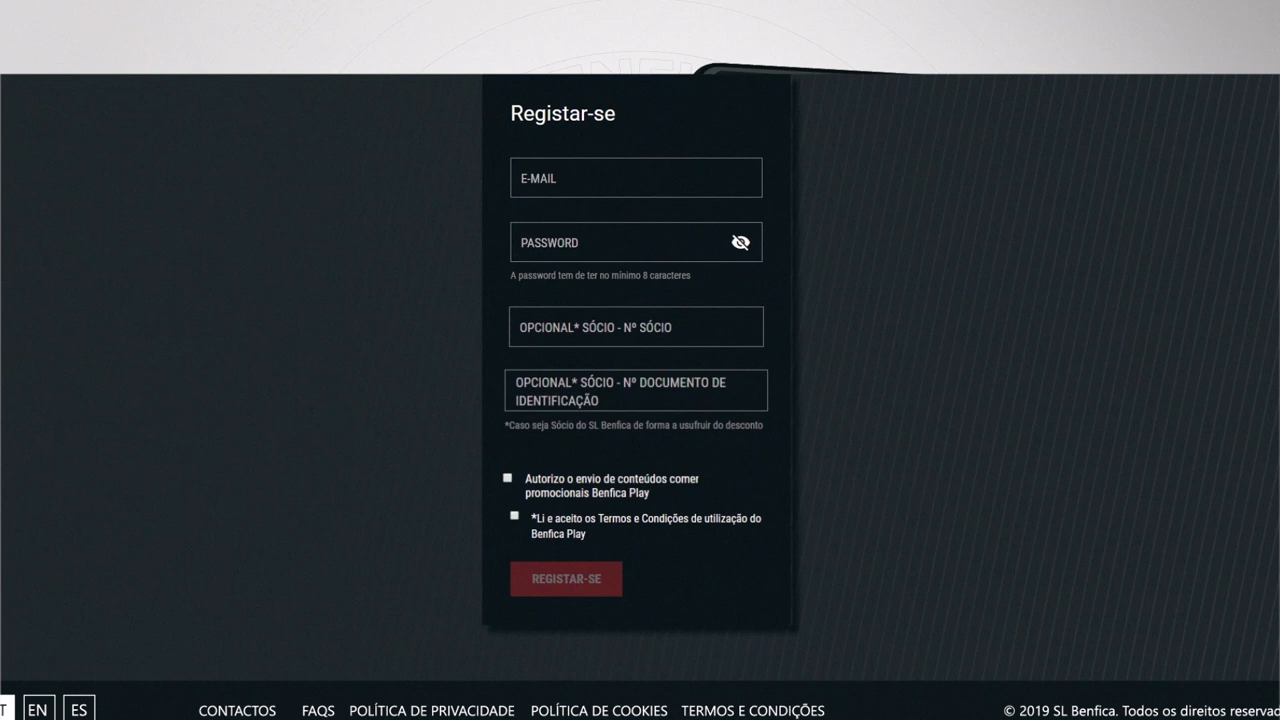 Registar-se
E-MAIL
PASSWORD
A password tem de ter no mínimo 8 caracteres
OPCIONAL* SÓCIO - Nº SÓCIO
OPCIONAL* SÓCIO - Nº DOCUMENTO DE
IDENTIFICAÇÃO
*Caso seja Sócio do SL Benfica de forma a usufruir do desconto
Autorizo o envio de conteúdos comer
promocionais Benfica Play
*Li e aceito os Termos e Condições de utilização do
Benfica Play
REGISTAR-SE
T EN ES CONTACTOS FAQS POLÍTICA DE PRIVACIDADE POLÍTICA DE COOKIES TERMOS E CONDIÇÕES © 2019 SL Benfica. Todos os direitos reservad